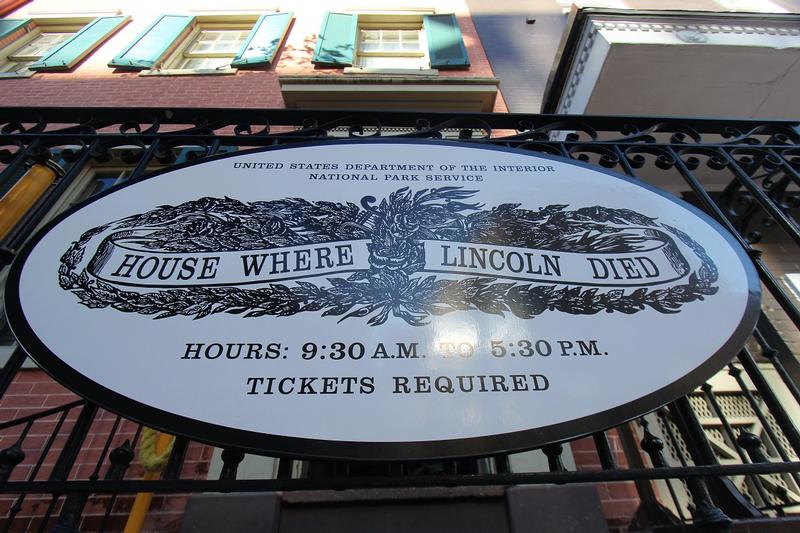 UNITED STATES DEPARTMENT OF THE INTERIOR
NATIONAL PARK SERVICE
HOUSE WHERE LINCOLN DIED
HOURS: 9:30 A.M. TO 5:30 P.M.
TICKETS REQUIRED